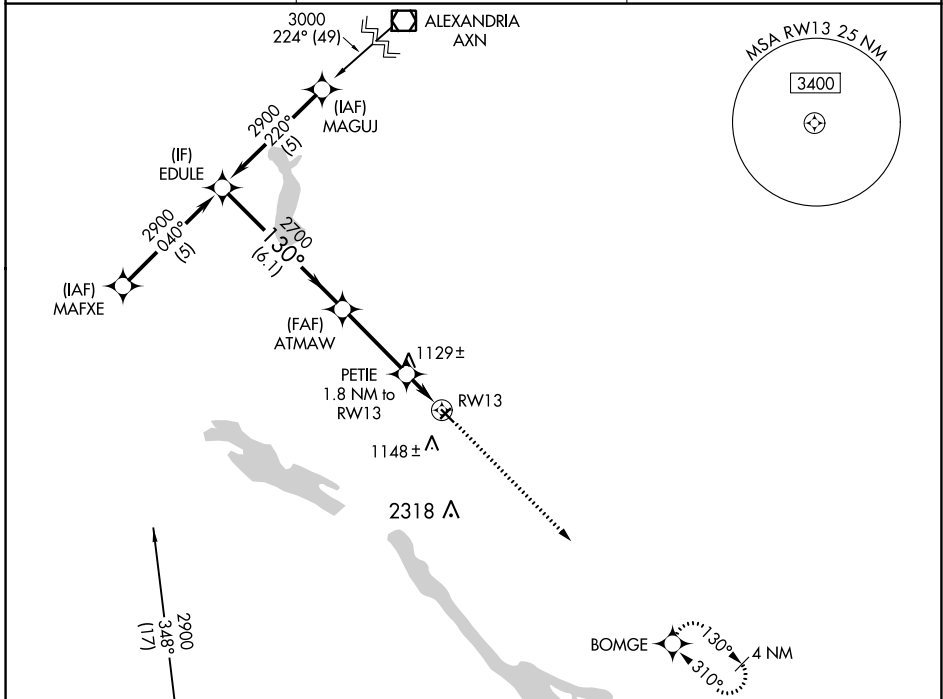 3000
224° (49)
ALEXANDRIA
AXN
MSA RW13 25 NM
3400
(IAF)
MAGUJ
2900
220°
(5)
(IF)
EDULE
2900
040°
(5)
2700
130°
(6.1)
(IAF)
MAFXE
(FAF)
ATMAW
1129±
PETIE
1.8 NM to
RW13
RW13
1148±
2318
2900
348°
(17)
BOMGE
130°
4 NM
310°